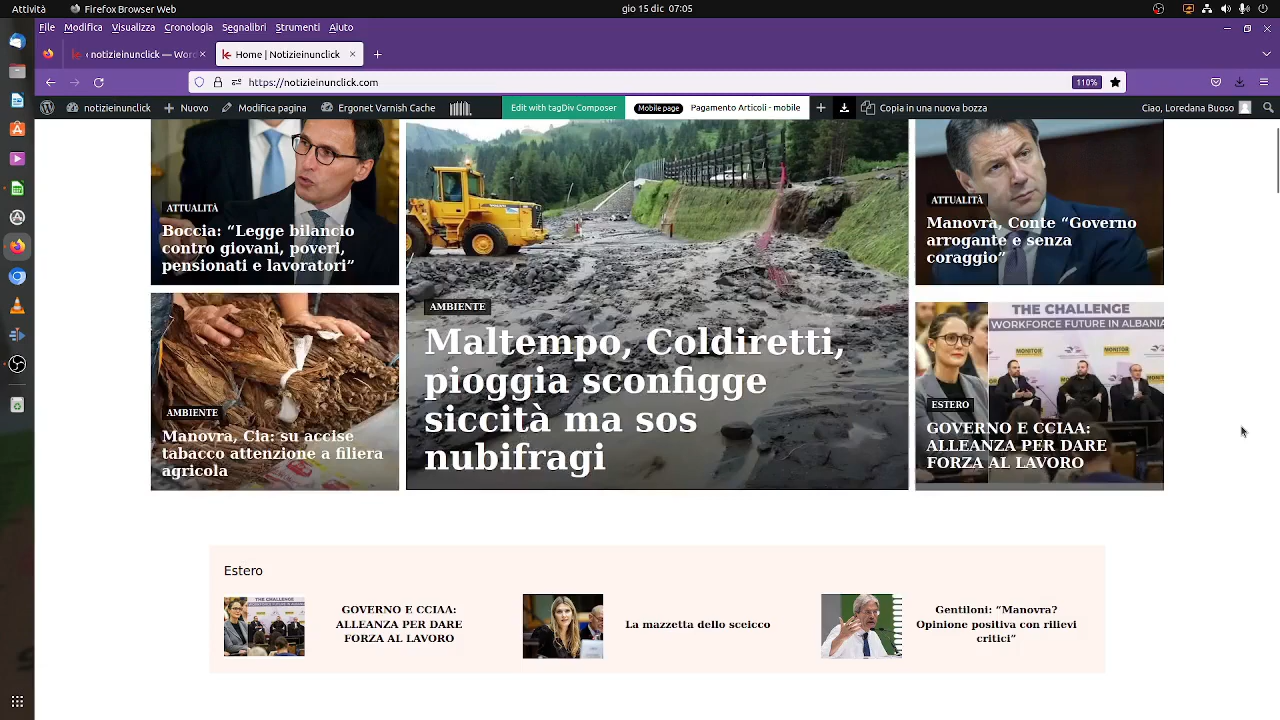 Attività
Firefox Browser Web
gio 15 dic 07:05
File
Modifica
Visualizza
Cronologia
Segnalibri
Strumenti
Aiuto
‹ notizieinunclick — Wor
Home | Notizieinunclick
https://notizieinunclick.com
110%
notizieinunclick
Nuovo
Modifica pagina
Ergonet Varnish Cache
Edit with tagDiv Composer
Mobile page
Pagamento Articoli - mobile
Copia in una nuova bozza
Ciao, Loredana Buoso
ATTUALITÀ
Boccia: “Legge bilancio
contro giovani, poveri,
pensionati e lavoratori”
AMBIENTE
Manovra, Cia: su accise
tabacco attenzione a filiera
agricola
AMBIENTE
Maltempo, Coldiretti,
pioggia sconfigge
siccità ma sos
nubifragi
ATTUALITÀ
Manovra, Conte “Governo
arrogante e senza
coraggio”
THE CHALLENGE
WORKFORCE FUTURE IN ALBANIA
MONITOR
MONITOR
ESTERO
GOVERNO E CCIAA:
ALLEANZA PER DARE
FORZA AL LAVORO
Estero
THE CHALLENGE
GOVERNO E CCIAA:
ALLEANZA PER DARE
FORZA AL LAVORO
La mazzetta dello sceicco
Gentiloni: “Manovra?
Opinione positiva con rilievi
critici”